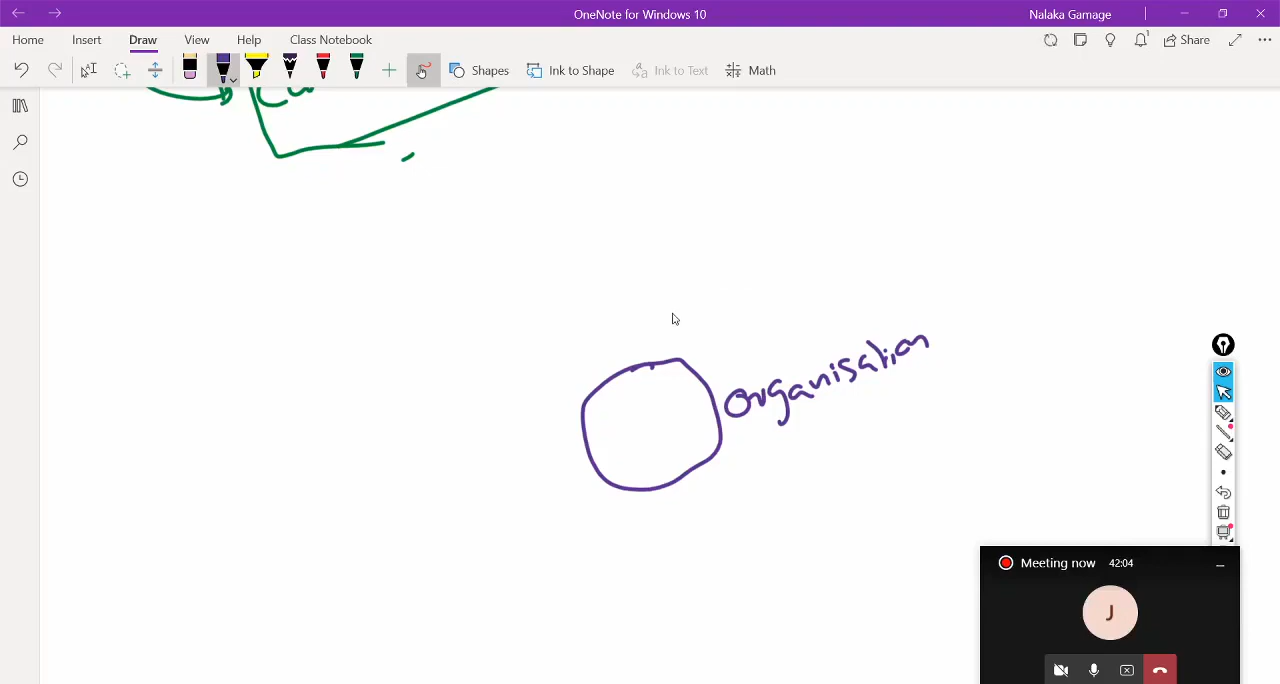 OneNote for Windows 10
Nalaka Gamage
Home Insert Draw View Help Class Notebook
1
Share
Shapes Ink to Shape Ink to Text Math
organisation
Meeting now 42:04
J